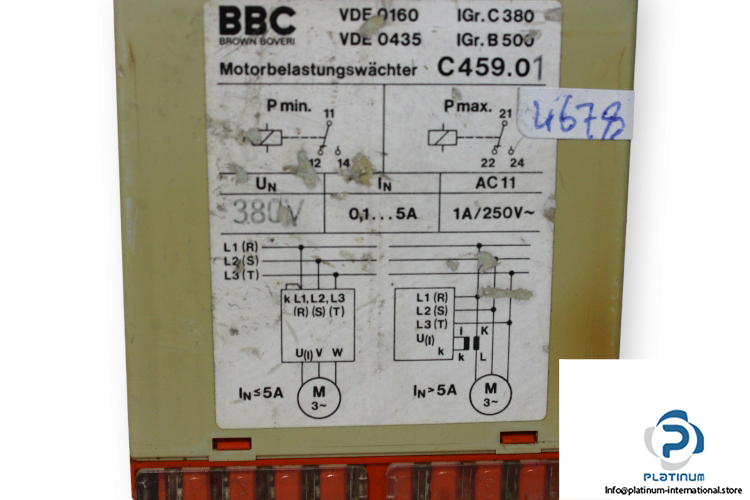 BBC
BROWN BOVERI
VDE 0160 IGr. C 380
VDE 0435 IGr. B 500
Motorbelastungswächter C459.01
4678
P min. P max.
11 21
12 14 22 24
UN IN AC 11
380V 0,1...5A 1A/250V~
L1 (R)
L2 (S)
L3 (T)
k L1, L2, L3
(R) (S) (T)
U(I) V W
IN ≤ 5A
M
3~
L1 (R)
L2 (S)
L3 (T) I K
U(I)
k k L
IN > 5A
M
3~
PLATINUM
Info@platinum-international.store